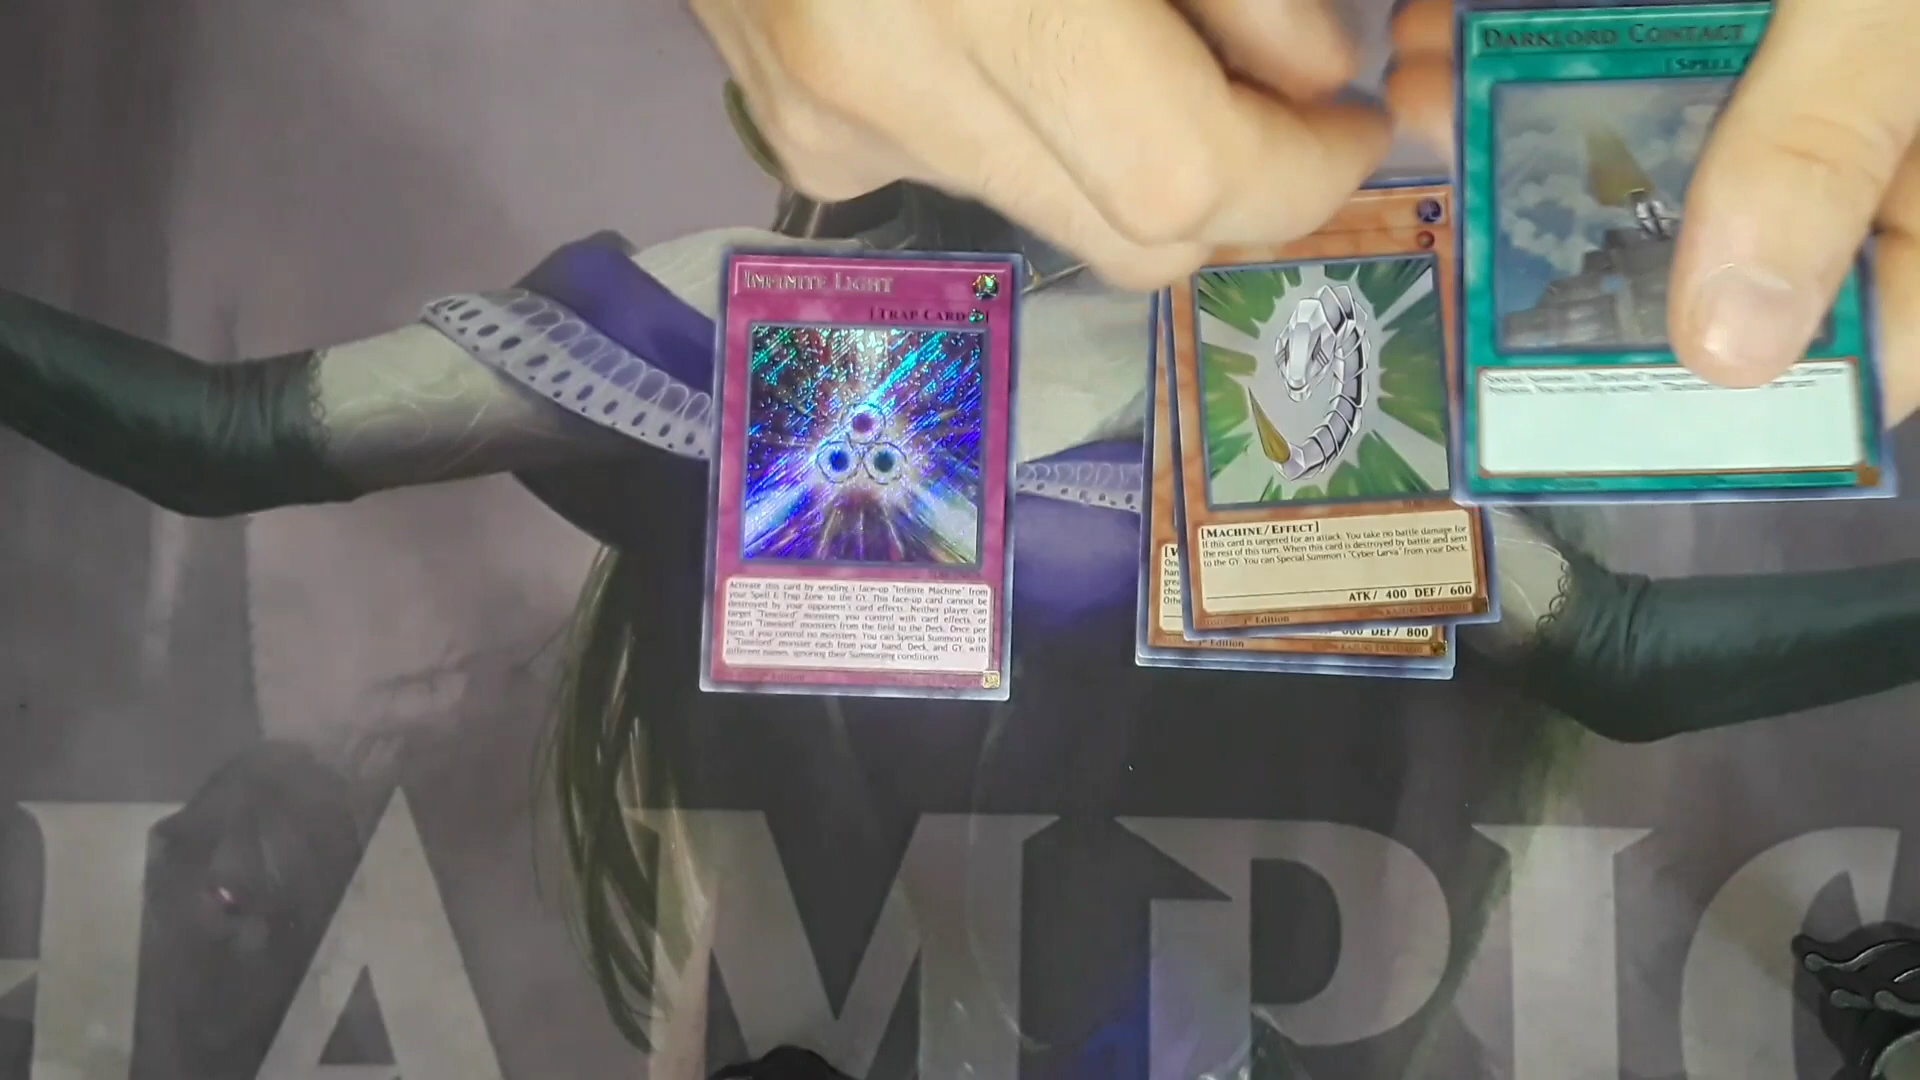 INFINITE LIGHT
[TRAP CARD]
Activate this card by sending 1 face-up "Infinite Machine" from
your Spell & Trap Zone to the GY. This face-up card cannot be
destroyed by your opponent's card effects. Neither player can
target "Timelord" monsters you control with card effects, or
return "Timelord" monsters from the field to the Deck. Once per
turn, if you control no monsters: You can Special Summon up to
1 "Timelord" monster each from your hand, Deck, and GY, with
different names, ignoring their Summoning conditions.
[MACHINE/EFFECT]
If this card is targeted for an attack: You take no battle damage for
the rest of this turn. When this card is destroyed by battle and sent
to the GY: You can Special Summon 1 "Cyber Larva" from your Deck.
ATK/ 400 DEF/ 600
1st Edition
DEF/ 800
Edition
DARKLORD CONTACT
[SPELL
HAMPIO